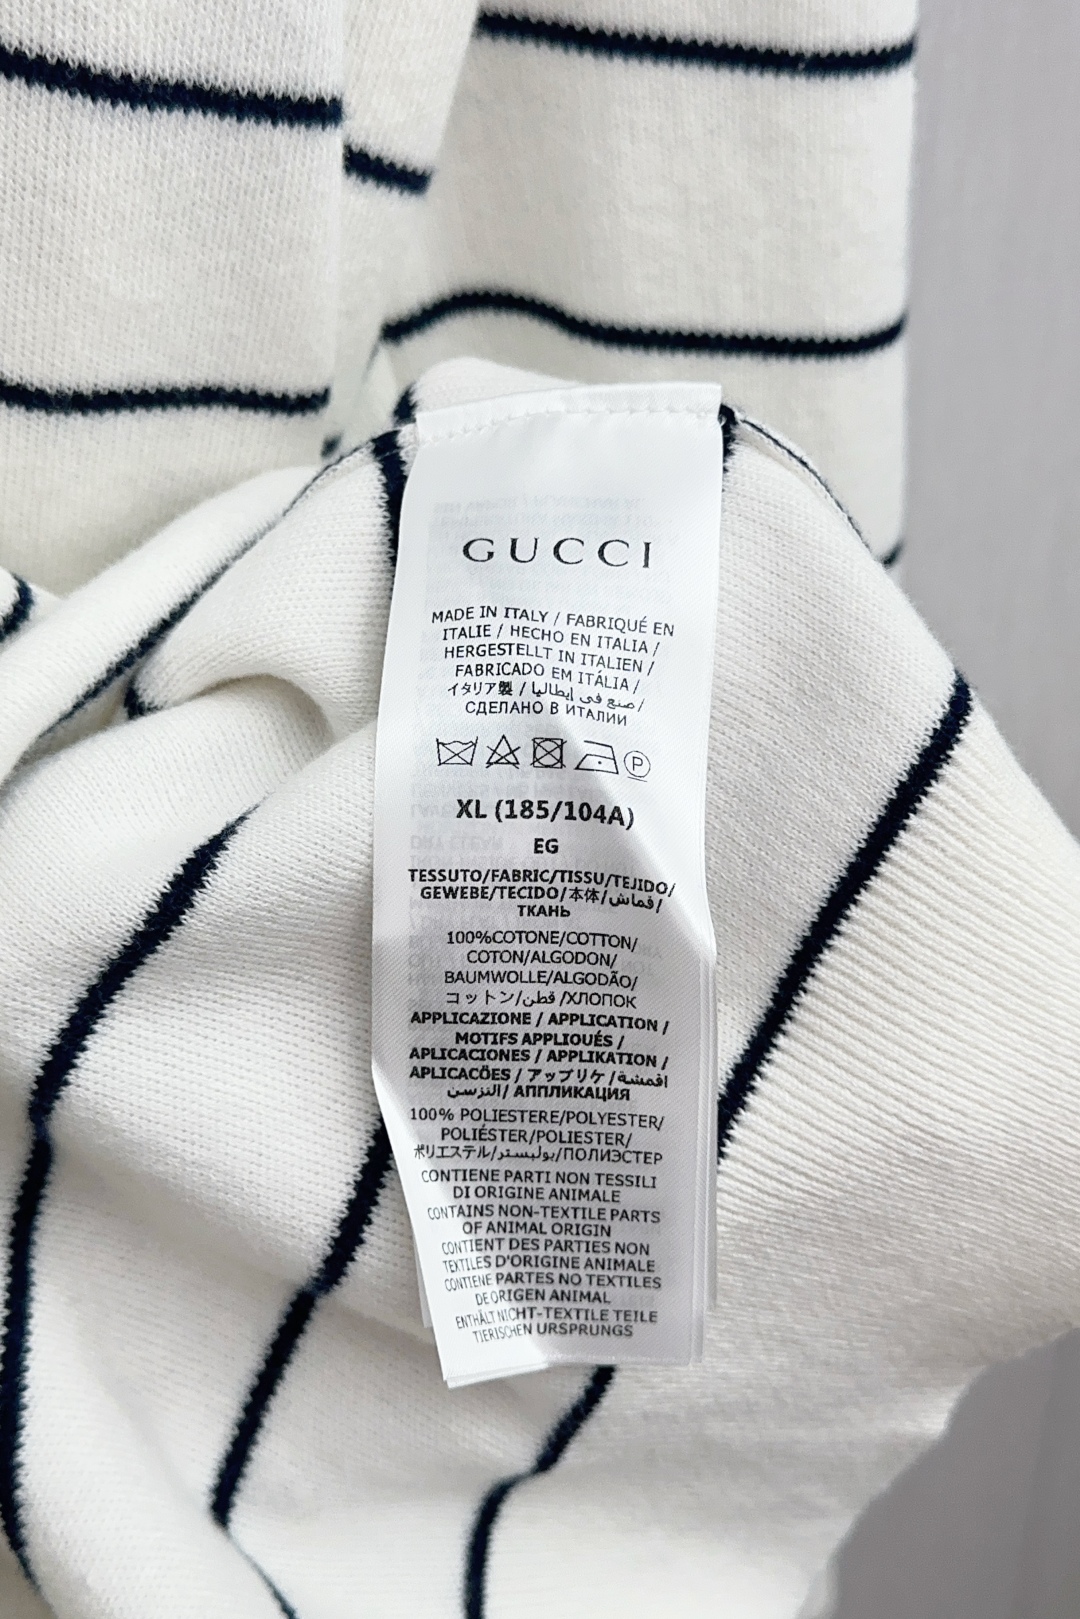 GUCCI
MADE IN ITALY / FABRIQUÉ EN
ITALIE / HECHO EN ITALIA /
HERGESTELLT IN ITALIEN /
FABRICADO EM ITÁLIA /
イタリア製 / صنع في إيطاليا /
СДЕЛАНО В ИТАЛИИ
P
XL (185/104A)
EG
TESSUTO/FABRIC/TISSU/TEJIDO/
GEWEBE/TECIDO/本体/قماش/
ТКАНЬ
100%COTONE/COTTON/
COTON/ALGODON/
BAUMWOLLE/ALGODÃO/
コットン/قطن /ХЛОПОК
APPLICAZIONE / APPLICATION /
MOTIFS APPLIQUÉS /
APLICACIONES / APPLIKATION /
APLICACÖES / アップリケ / اقمشة/
التزسن/ АППЛИКАЦИЯ
100% POLIESTERE/POLYESTER/
POLIÉSTER/POLIESTER/
ポリエステル/بوليستر/ПОЛИЭСТЕР
CONTIENE PARTI NON TESSILI
DI ORIGINE ANIMALE
CONTAINS NON-TEXTILE PARTS
OF ANIMAL ORIGIN
CONTIENT DES PARTIES NON
TEXTILES D'ORIGINE ANIMALE
CONTIENE PARTES NO TEXTILES
DE ORIGEN ANIMAL
ENTHÄLT NICHT-TEXTILE TEILE
TIERISCHEN URSPRUNGS